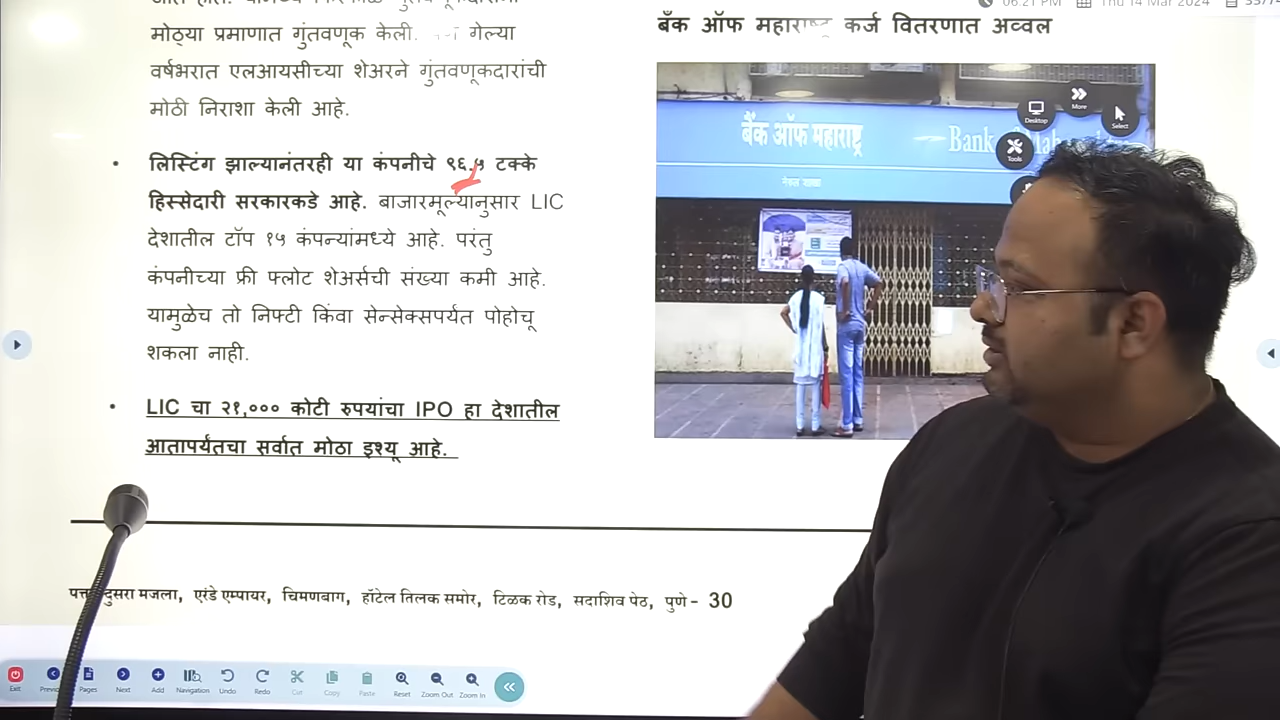 मोठ्या प्रमाणात गुंतवणूक केली. गेल्या
वर्षभरात एलआयसीच्या शेअरने गुंतवणूकदारांची
मोठी निराशा केली आहे.
• लिस्टिंग झाल्यानंतरही या कंपनीचे ९६.५ टक्के
हिस्सेदारी सरकारकडे आहे. बाजारमूल्यानुसार LIC
देशातील टॉप १५ कंपन्यांमध्ये आहे. परंतु
कंपनीच्या फ्री फ्लोट शेअर्सची संख्या कमी आहे.
यामुळेच तो निफ्टी किंवा सेन्सेक्सपर्यंत पोहोचू
शकला नाही.
• LIC चा २१,००० कोटी रुपयांचा IPO हा देशातील
आतापर्यंतचा सर्वात मोठा इश्यू आहे.
06:21 PM Thu 14 Mar 2024
बँक ऑफ महाराष्ट्र कर्ज वितरणात अव्वल
बैंक ऑफ महाराष्ट्र Bank
Desktop
More
Select
Tools
दुसरा मजला, एरंडे एम्पायर, चिमणबाग, हॉटेल तिलक समोर, टिळक रोड, सदाशिव पेठ, पुणे - 30
Exit Pages Next Add Navigation Undo Redo Cut Copy Paste Reset Zoom Out Zoom In